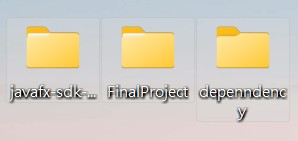 javafx-sdk-...
FinalProject
depenndenc
y